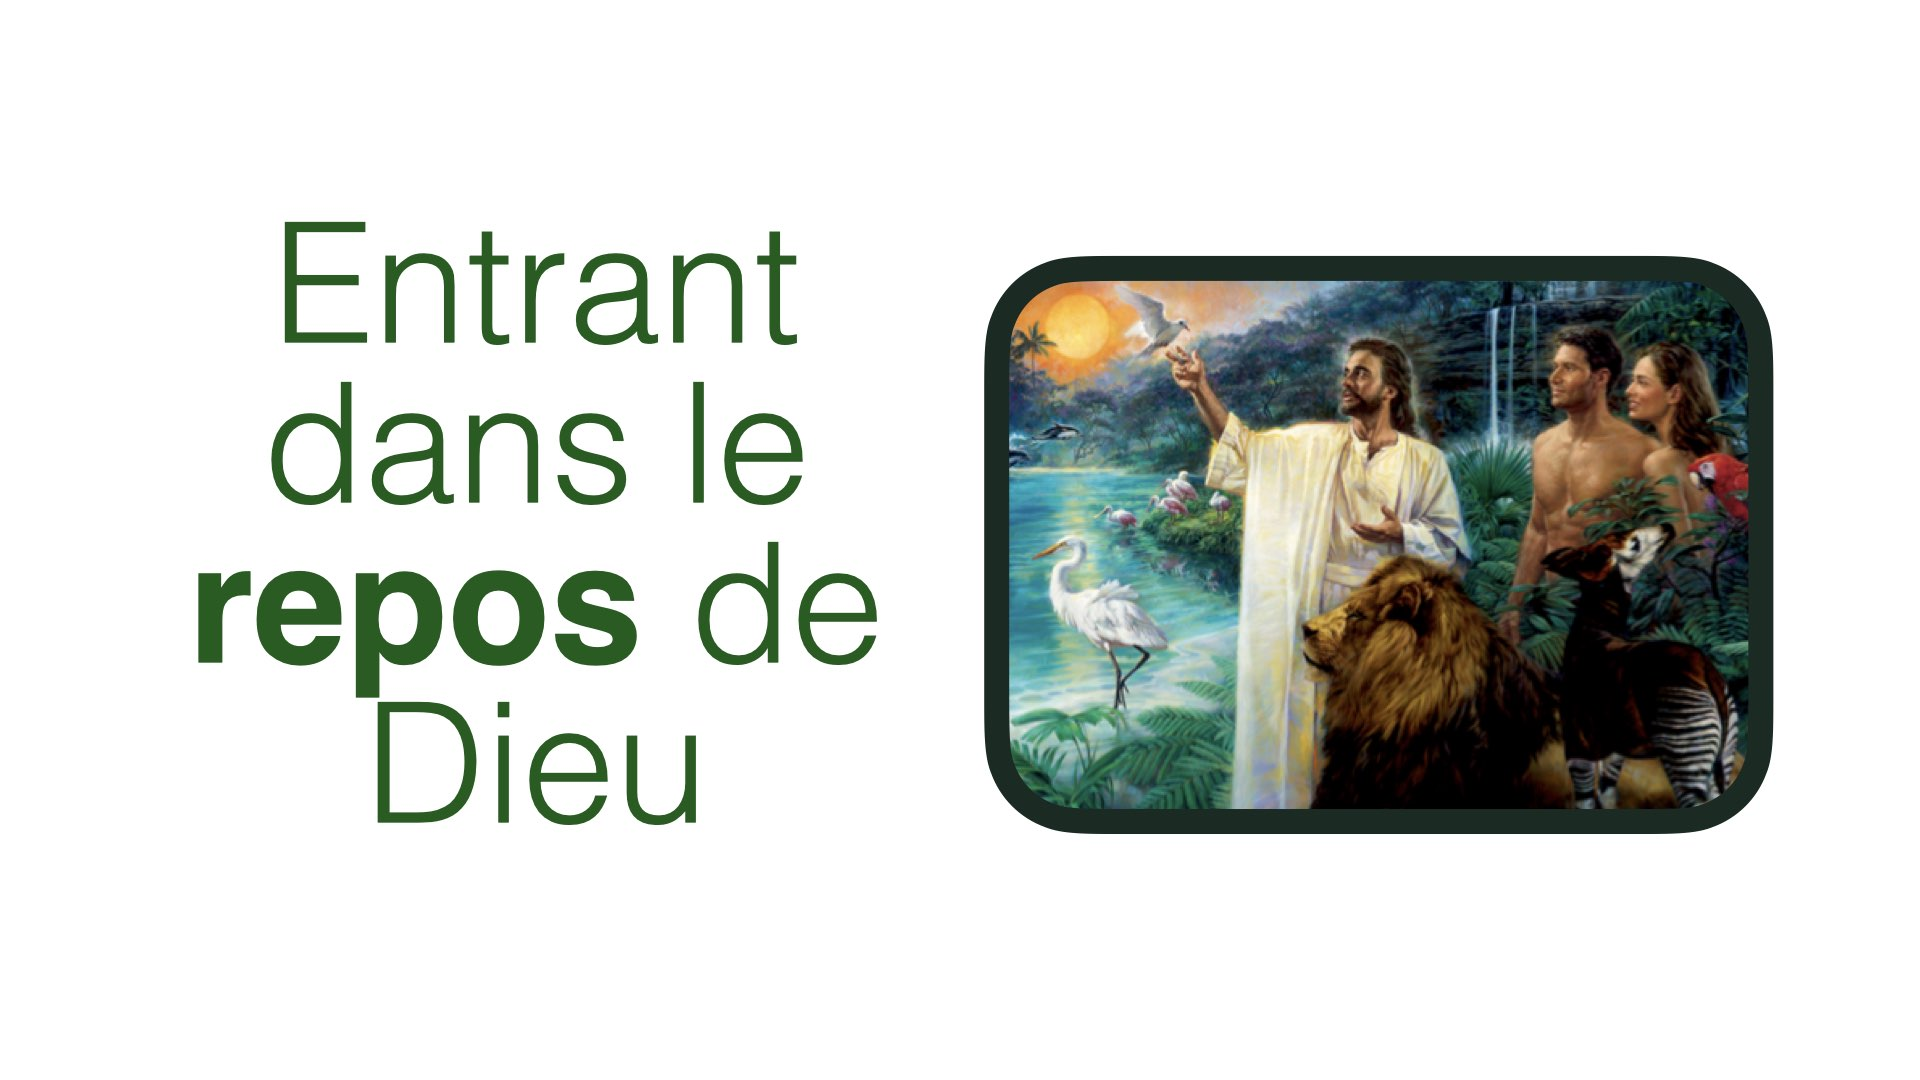 Entrant
dans le
repos de
Dieu